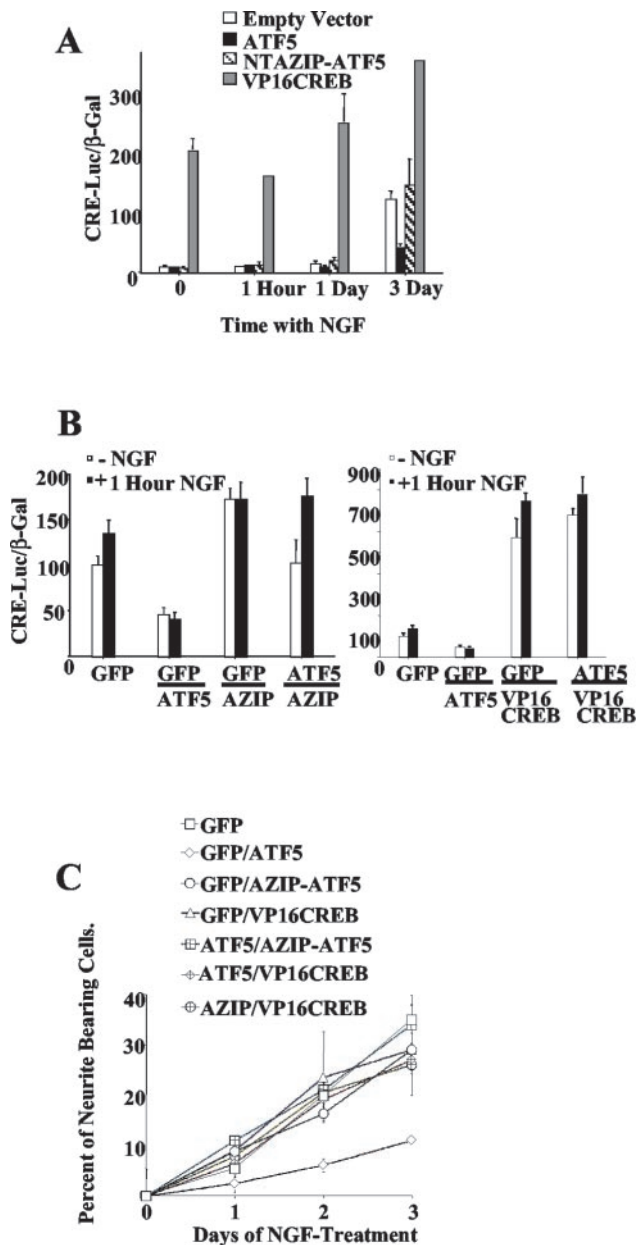 A
Empty Vector
ATF5
NTAZIP-ATF5
VP16CREB
CRE-Luc/β-Gal
300
200
100
0
0 1 Hour 1 Day 3 Day
Time with NGF
B
- NGF
+1 Hour NGF
CRE-Luc/β-Gal
200
150
100
50
0
GFP GFP GFP ATF5
ATF5 AZIP AZIP
- NGF
+1 Hour NGF
900
700
500
300
100
0
GFP GFP GFP ATF5
ATF5 VP16 VP16
CREB CREB
C
GFP
GFP/ATF5
GFP/AZIP-ATF5
GFP/VP16CREB
ATF5/AZIP-ATF5
ATF5/VP16CREB
AZIP/VP16CREB
Percent of Neurite Bearing Cells.
40
30
20
10
0 1 2 3
Days of NGF-Treatment